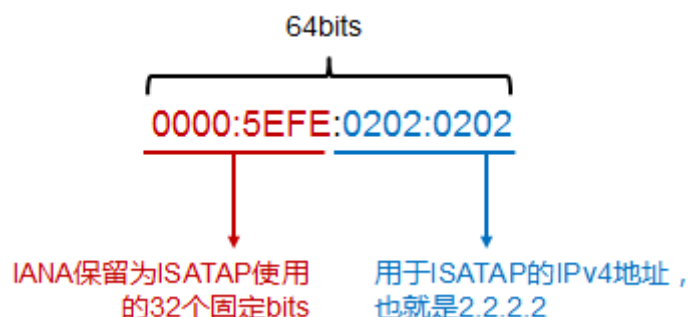 64bits
0000:5EFE:0202:0202
IANA保留为ISATAP使用
的32个固定bits
用于ISATAP的IPv4地址，
也就是2.2.2.2